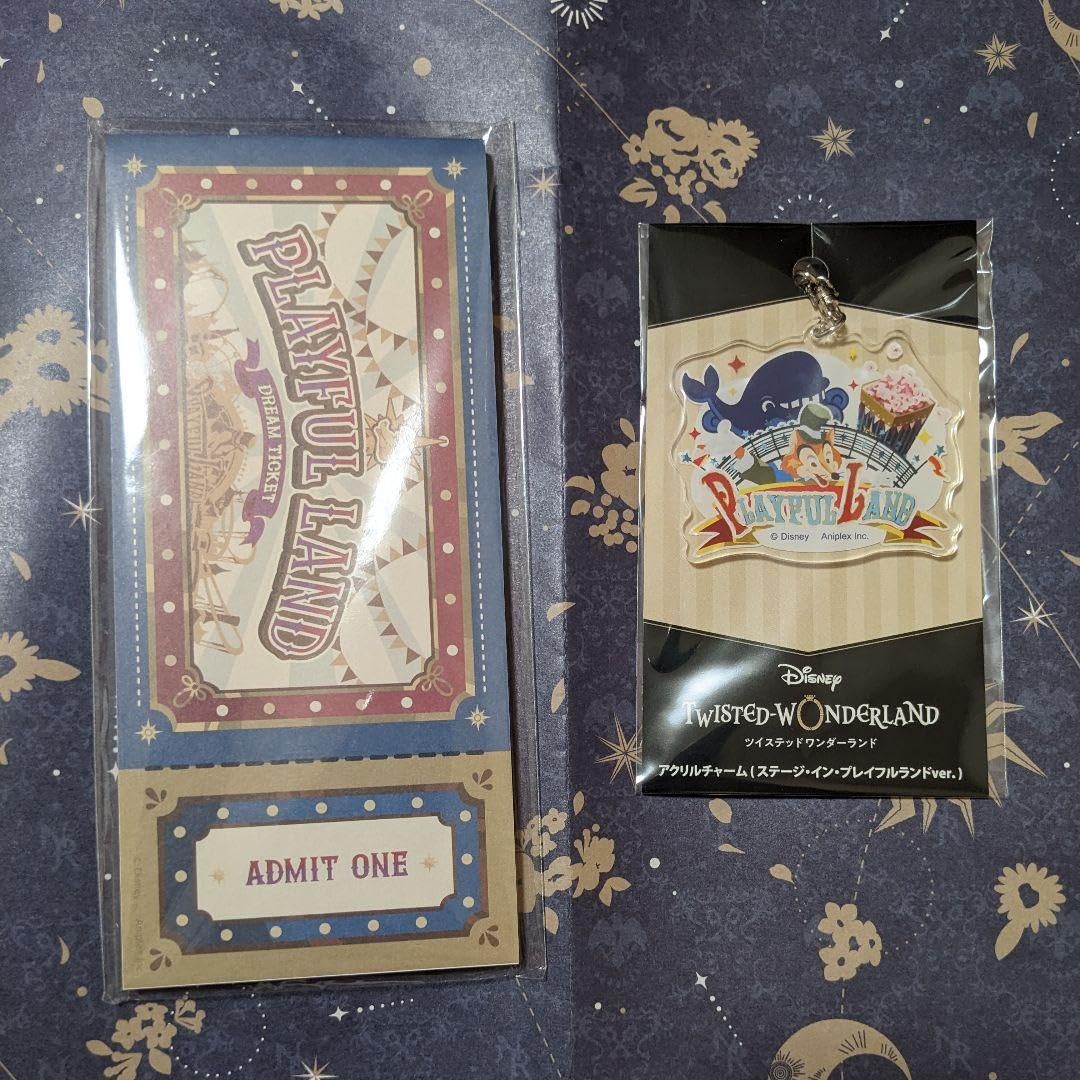 PLAYFUL LAND
DREAM TICKET
ADMIT ONE
PLAYFUL LAND
© Disney Aniplex Inc.
Disney
TWISTED-WONDERLAND
ツイステッドワンダーランド
アクリルチャーム(ステージ・イン・プレイフルランドver.)